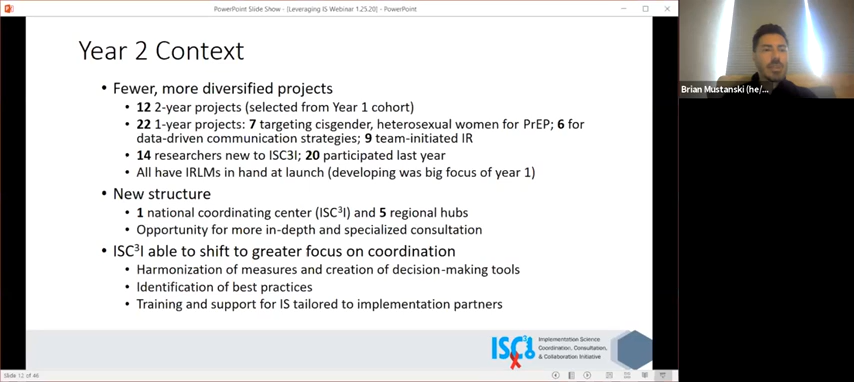 PowerPoint Slide Show - [Leveraging IS Webinar 1.25.20] - PowerPoint
Year 2 Context
• Fewer, more diversified projects
• 12 2-year projects (selected from Year 1 cohort)
• 22 1-year projects: 7 targeting cisgender, heterosexual women for PrEP; 6 for
data-driven communication strategies; 9 team-initiated IR
• 14 researchers new to ISC3I; 20 participated last year
• All have IRLMs in hand at launch (developing was big focus of year 1)
• New structure
• 1 national coordinating center (ISC³I) and 5 regional hubs
• Opportunity for more in-depth and specialized consultation
• ISC³I able to shift to greater focus on coordination
• Harmonization of measures and creation of decision-making tools
• Identification of best practices
• Training and support for IS tailored to implementation partners
ISC³I
Implementation Science
Coordination, Consultation,
& Collaboration Initiative
Slide 12 of 46
Brian Mustanski (he/...